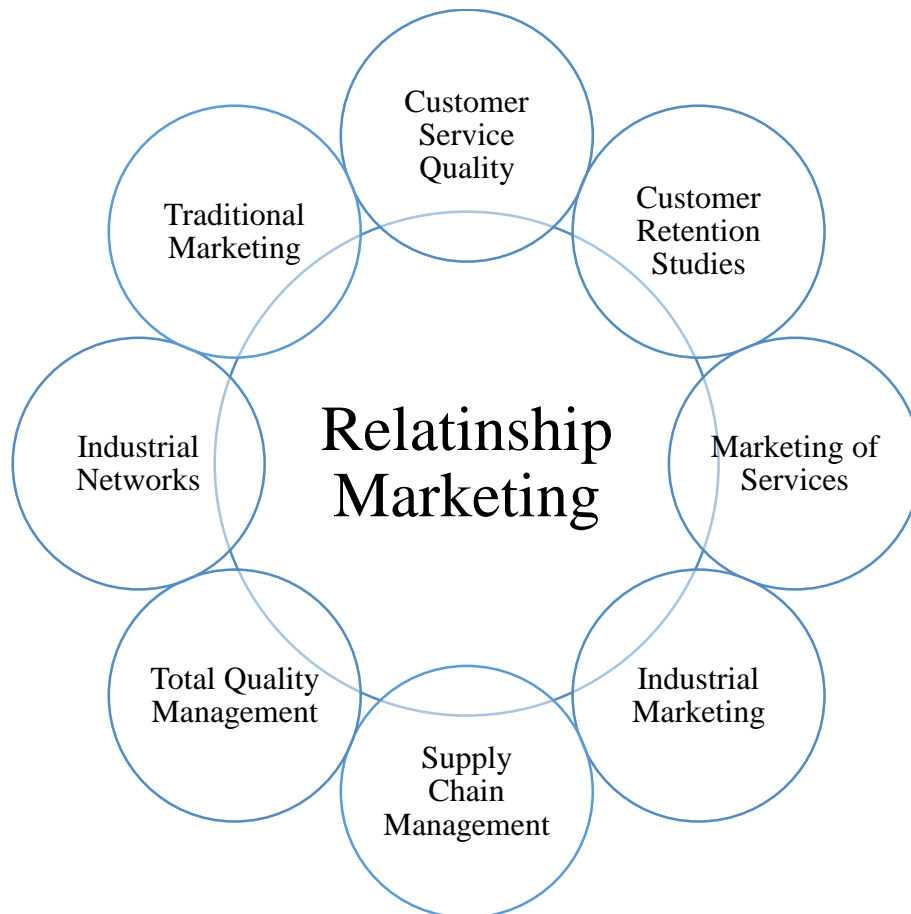 Customer
Service
Quality
Customer
Retention
Studies
Marketing of
Services
Industrial
Marketing
Supply
Chain
Management
Total Quality
Management
Industrial
Networks
Traditional
Marketing
Relatinship
Marketing